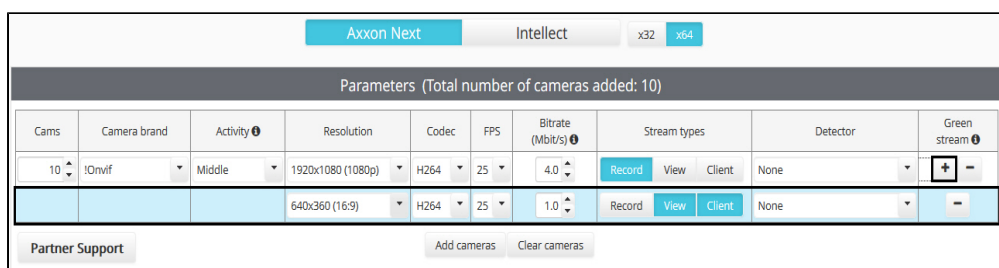 Axxon Next Intellect x32 x64
Parameters (Total number of cameras added: 10)
Cams Camera brand Activity Resolution Codec FPS Bitrate (Mbit/s) Stream types Detector Green stream
10 !Onvif Middle 1920x1080 (1080p) H264 25 4.0 Record View Client None + -
640x360 (16:9) H264 25 1.0 Record View Client None -
Partner Support Add cameras Clear cameras